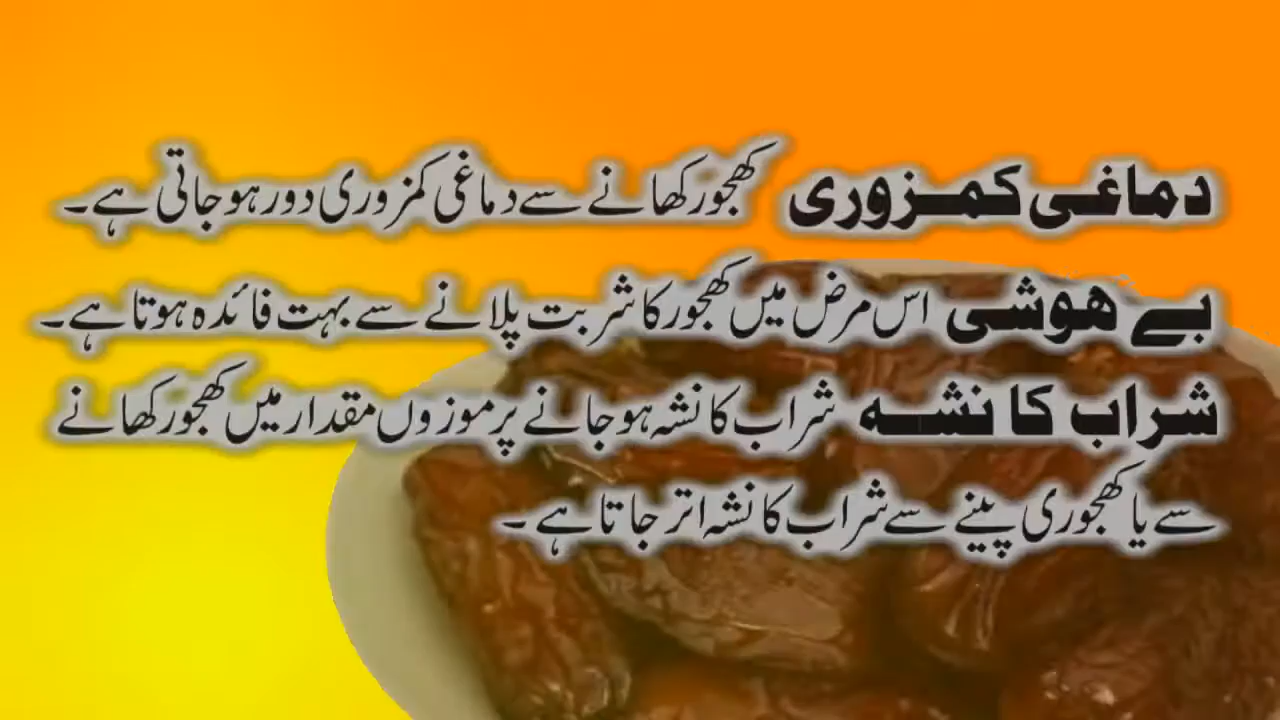 دماغی کمزوری کھجور کھانے سے دماغی کمزوری دور ہو جاتی ہے۔
بے ہوشی اس مرض میں کھجور کا شربت پلانے سے بہت فائدہ ہوتا ہے۔
شراب کا نشہ شراب کا نشہ ہو جانے پر موزوں مقدار میں کھجور کھانے
سے یا کھجوری پینے سے شراب کا نشہ اتر جاتا ہے۔